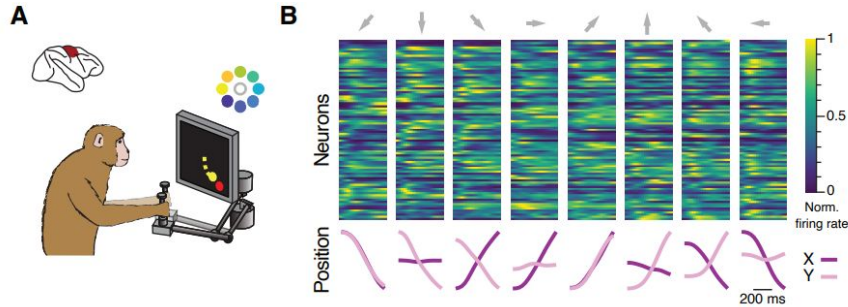 A
B
Neurons
1
0.5
0
Norm.
firing rate
Position
X
Y
200 ms